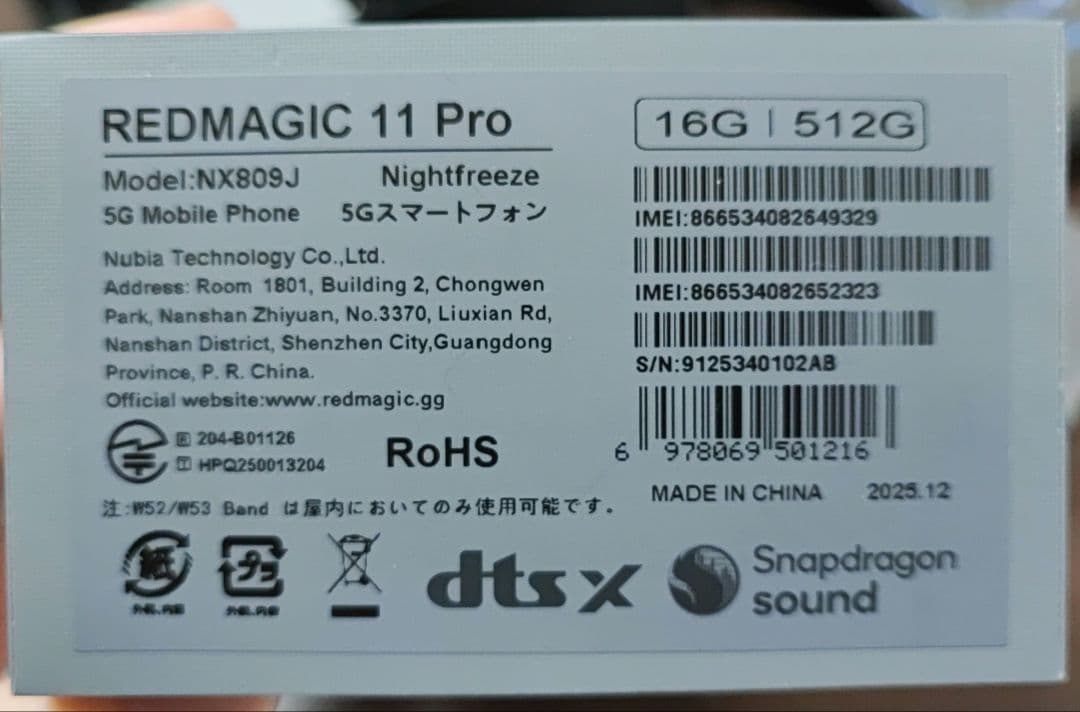 REDMAGIC 11 Pro
16G | 512G
Model:NX809J Nightfreeze
5G Mobile Phone 5Gスマートフォン
Nubia Technology Co.,Ltd.
Address: Room 1801, Building 2, Chongwen
Park, Nanshan Zhiyuan, No.3370, Liuxian Rd,
Nanshan District, Shenzhen City,Guangdong
Province, P. R. China.
Official website:www.redmagic.gg
R 204-B01126
T HPQ250013204
RoHS
注:W52/W53 Band は屋内においてのみ使用可能です。
IMEI:866534082649329
IMEI:866534082652323
S/N:9125340102AB
6 978069 501216
MADE IN CHINA 2025.12
紙
プラ
dts x
Snapdragon
sound